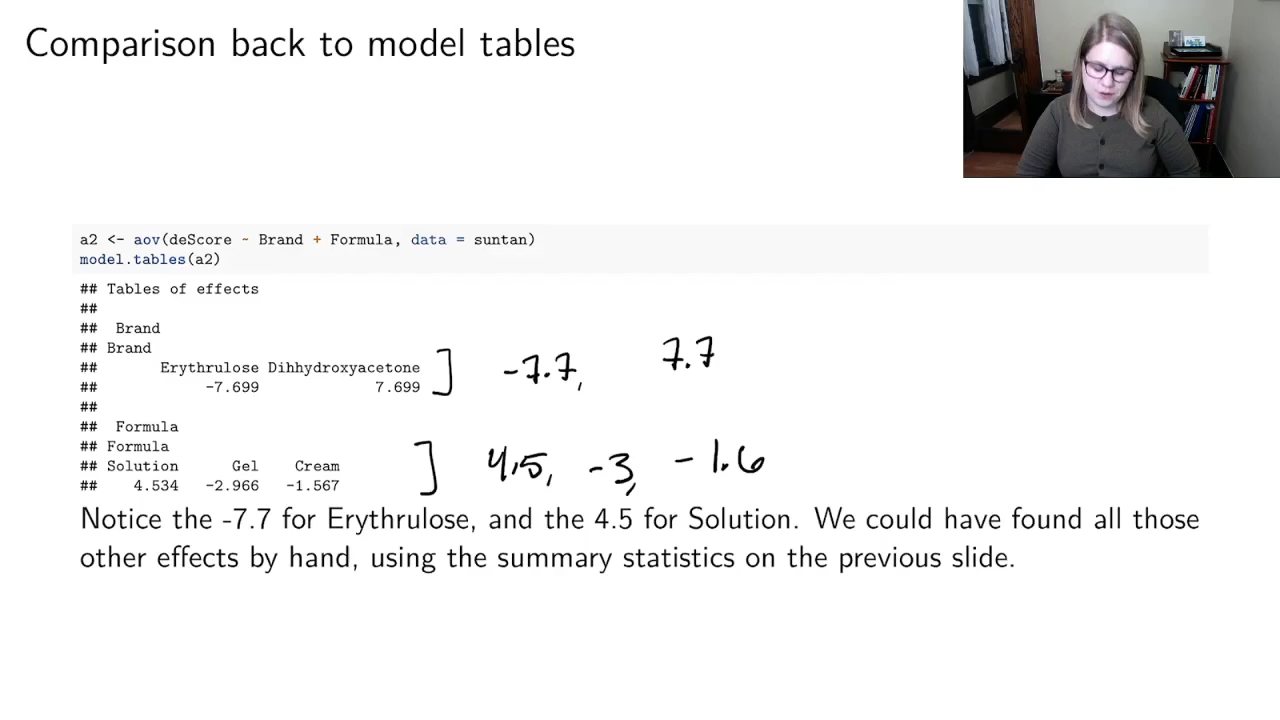 Comparison back to model tables
a2 <- aov(deScore ~ Brand + Formula, data = suntan)
model.tables(a2)
## Tables of effects
##
## Brand
## Brand
## Erythrulose Dihhydroxyacetone
## -7.699 7.699
##
## Formula
## Formula
## Solution Gel Cream
## 4.534 -2.966 -1.567
] -7.7, 7.7
] 4.5, -3, -1.6
Notice the -7.7 for Erythrulose, and the 4.5 for Solution. We could have found all those
other effects by hand, using the summary statistics on the previous slide.